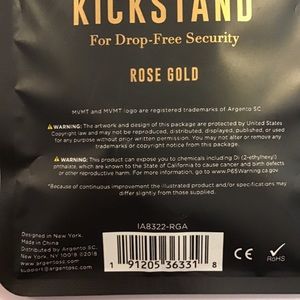 KICKSTAND
For Drop-Free Security
ROSE GOLD
MVMT and MVMT logo are registered trademarks of Argento SC
WARNING: The artwork and design of this package are protected by United States
Copyright law and may not be reproduced, distributed, displayed, published, or used
for any purpose without prior written permission. You may not alter or remove any
copyright notice from this package.
WARNING: This product can expose you to chemicals including Di (2-ethylhexyl)
phthalate, which are known to the State of California to cause cancer and birth defects
or other reproductive harm. For more information go to www.P65Warning.ca.gov
*Because of continuous improvement the illustrated product and/or specifications may
differ slightly from those supplied.
IA8322-RGA
Designed in New York.
Made in China
Distributed by Argento SC.
New York, NY 10018 ©2018
www.argentosc.com
support@argentosc.com
1 91205 36331 8
CE
RoHS